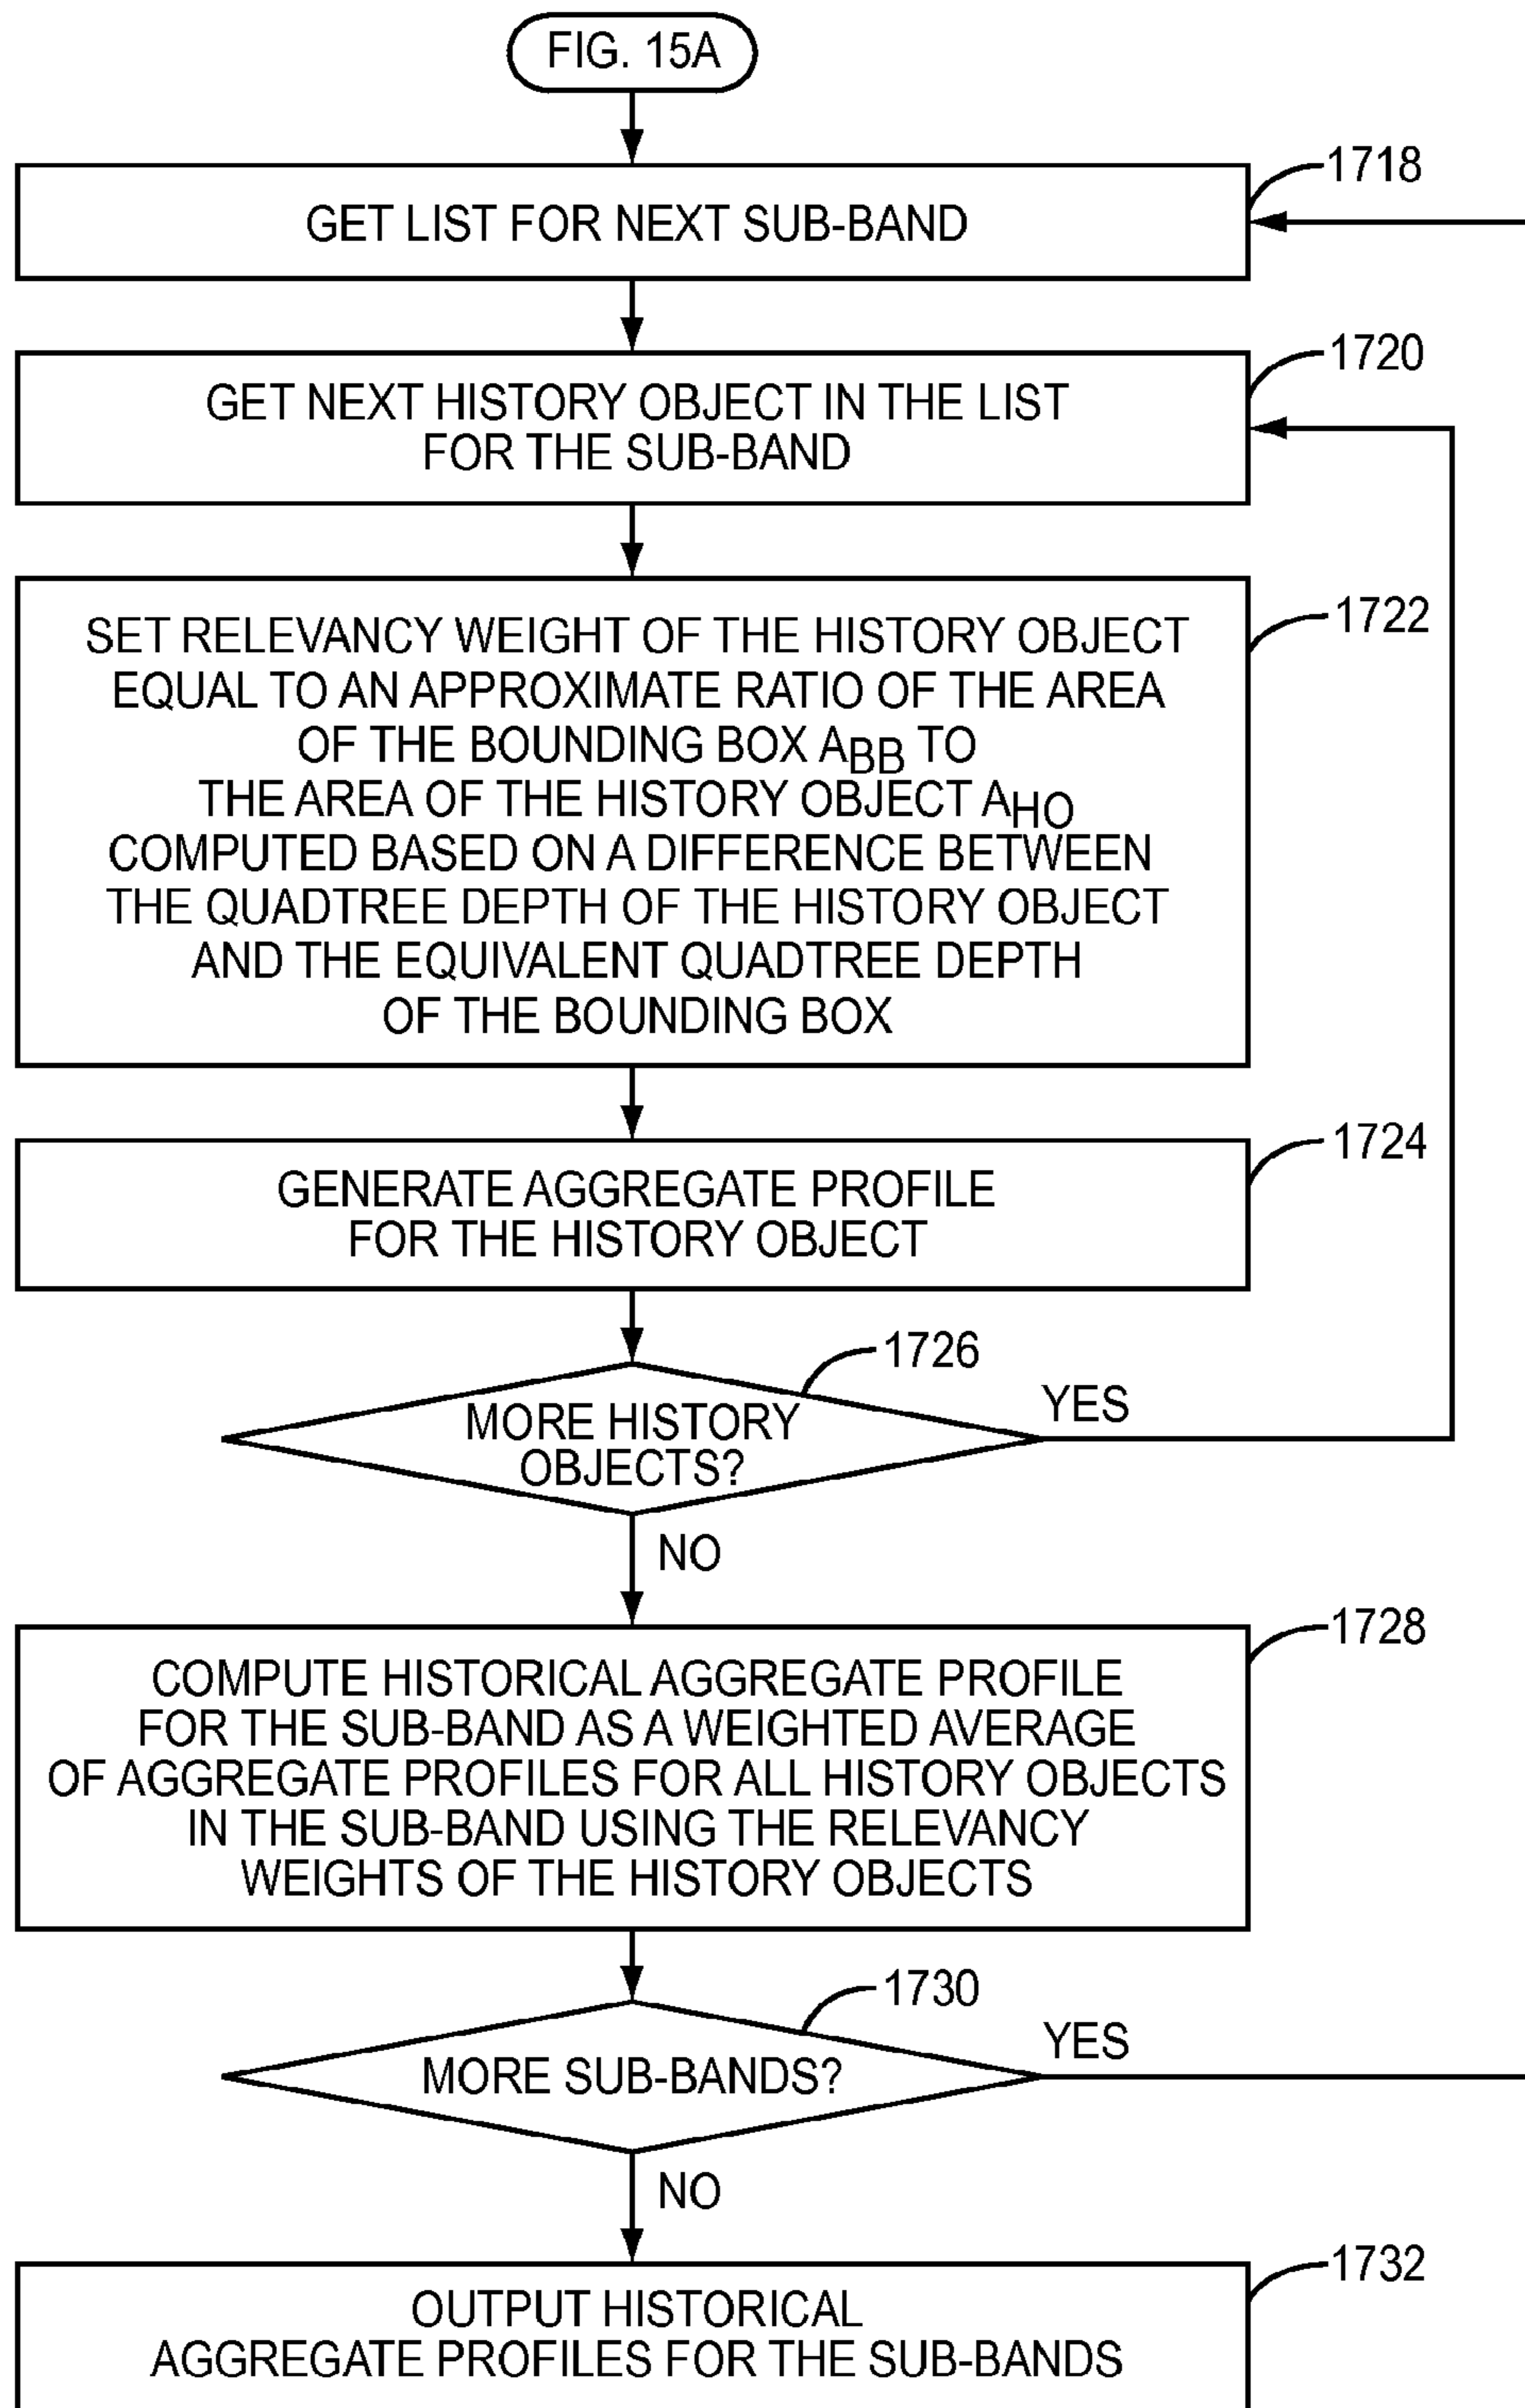 FIG. 15A
1718
GET LIST FOR NEXT SUB-BAND
1720
GET NEXT HISTORY OBJECT IN THE LIST
FOR THE SUB-BAND
1722
SET RELEVANCY WEIGHT OF THE HISTORY OBJECT
EQUAL TO AN APPROXIMATE RATIO OF THE AREA
OF THE BOUNDING BOX ABB TO
THE AREA OF THE HISTORY OBJECT AHO
COMPUTED BASED ON A DIFFERENCE BETWEEN
THE QUADTREE DEPTH OF THE HISTORY OBJECT
AND THE EQUIVALENT QUADTREE DEPTH
OF THE BOUNDING BOX
1724
GENERATE AGGREGATE PROFILE
FOR THE HISTORY OBJECT
1726
MORE HISTORY
OBJECTS?
YES
NO
1728
COMPUTE HISTORICAL AGGREGATE PROFILE
FOR THE SUB-BAND AS A WEIGHTED AVERAGE
OF AGGREGATE PROFILES FOR ALL HISTORY OBJECTS
IN THE SUB-BAND USING THE RELEVANCY
WEIGHTS OF THE HISTORY OBJECTS
1730
MORE SUB-BANDS?
YES
NO
1732
OUTPUT HISTORICAL
AGGREGATE PROFILES FOR THE SUB-BANDS